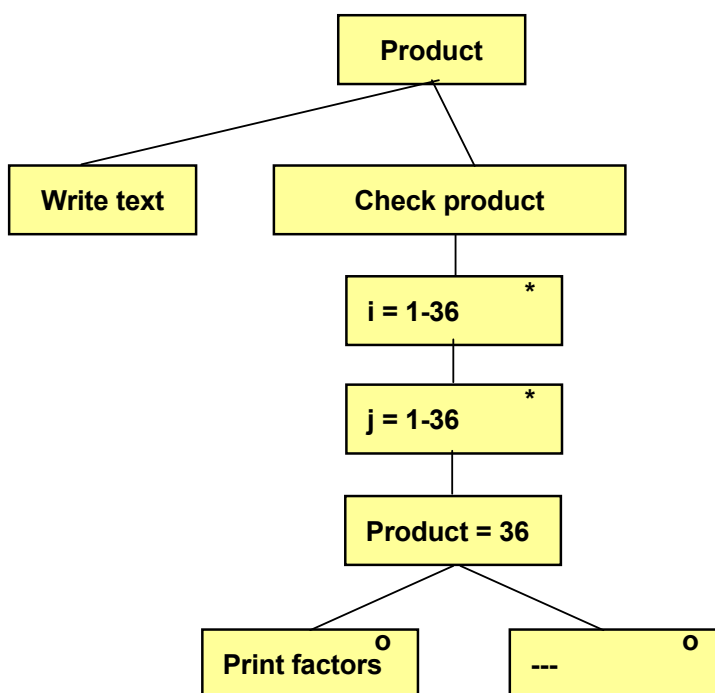 Product
Write text
Check product
i = 1-36 *
j = 1-36 *
Product = 36
Print factors o
--- o